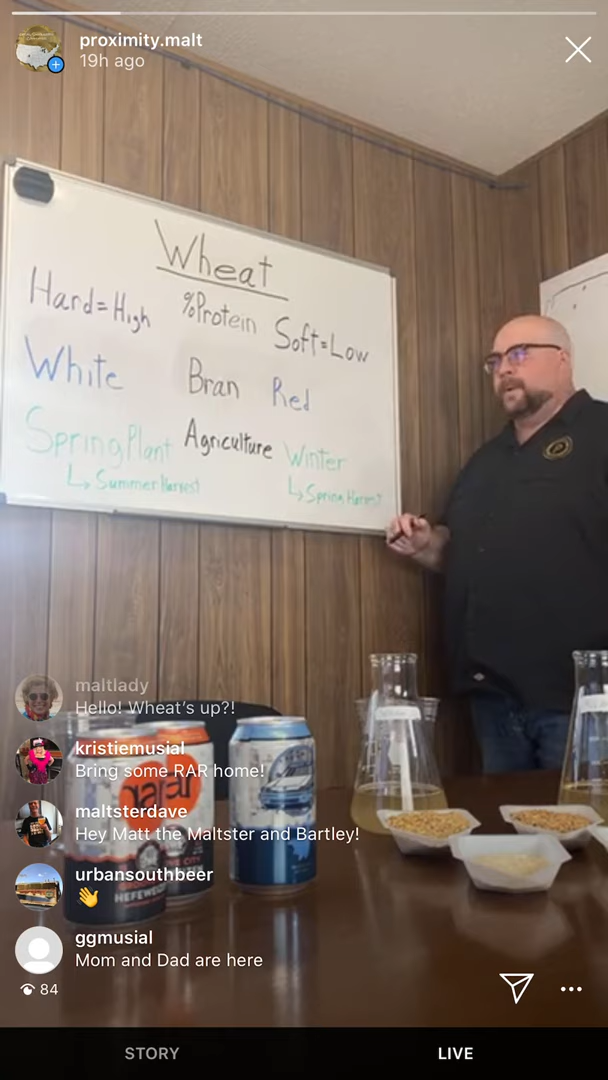 proximity.malt
19h ago
Wheat
Hard=High %Protein Soft=Low
White Bran Red
Spring Plant Agriculture Winter
↳ Summer Harvest ↳ Spring Harvest
maltlady
Hello! Wheat's up?!
kristiemusial
Bring some RAR home!
maltsterdave
Hey Matt the Maltster and Bartley!
urbansouthbeer
👋
HEFEWEIZEN
ggmusial
Mom and Dad are here
84
STORY LIVE